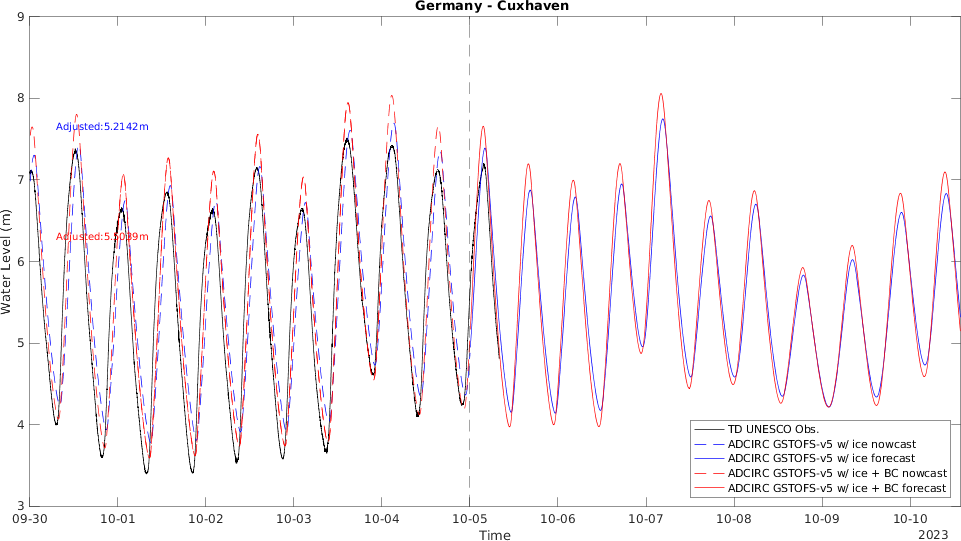 Germany - Cuxhaven
9
8
7
6
5
4
3
Water Level (m)
Adjusted:5.2142m
Adjusted:5.5039m
TD UNESCO Obs.
ADCIRC GSTOFS-v5 w/ ice nowcast
ADCIRC GSTOFS-v5 w/ ice forecast
ADCIRC GSTOFS-v5 w/ ice + BC nowcast
ADCIRC GSTOFS-v5 w/ ice + BC forecast
09-30 10-01 10-02 10-03 10-04 10-05 10-06 10-07 10-08 10-09 10-10
Time
2023